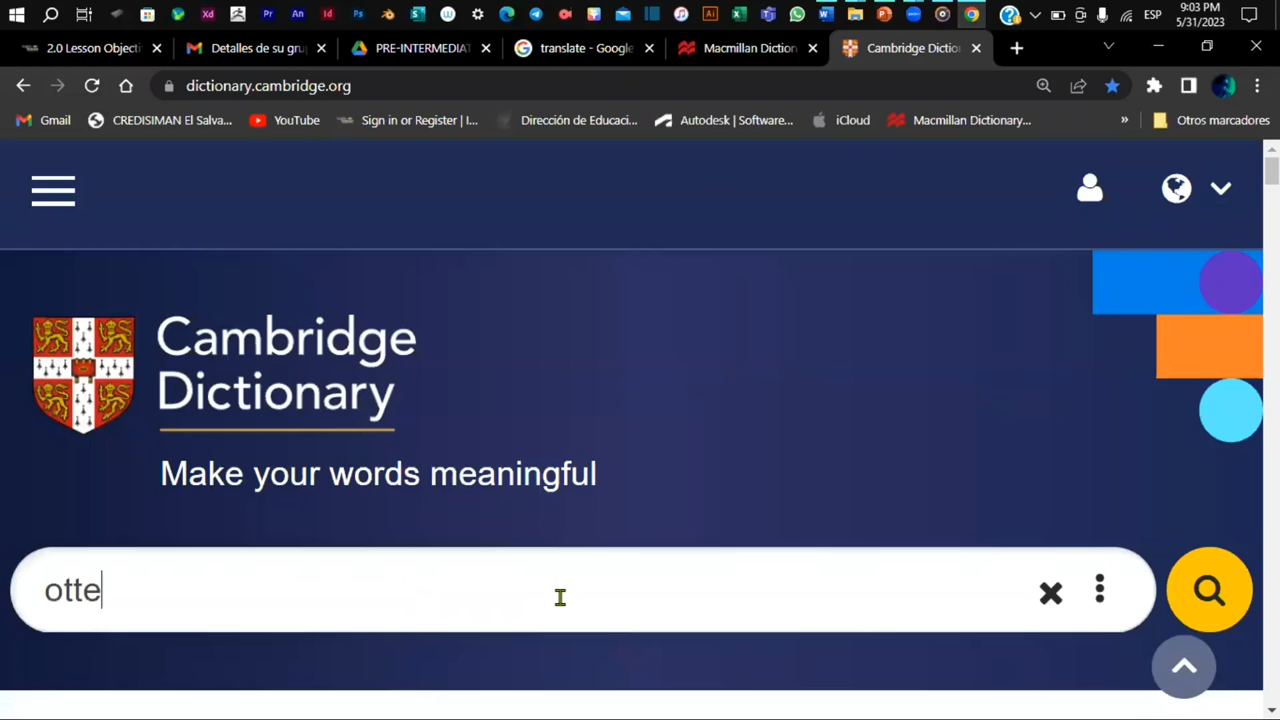 9:03 PM
ESP
5/31/2023
2.0 Lesson Objecti
Detalles de su gru
PRE-INTERMEDIAT
translate - Google
Macmillan Diction
Cambridge Dictio
dictionary.cambridge.org
Gmail
CREDISIMAN El Salva...
YouTube
Sign in or Register | I...
Dirección de Educaci...
Autodesk | Software...
iCloud
Macmillan Dictionary...
»
Otros marcadores
Cambridge
Dictionary
Make your words meaningful
otte